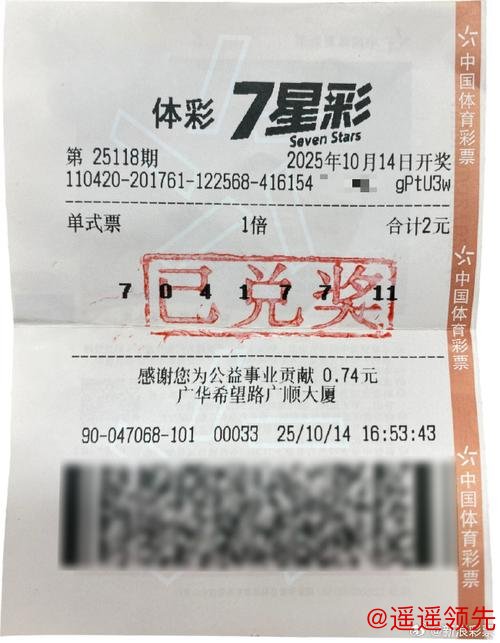 体彩 7星彩
Seven Stars
第 25118期 2025年10月14日开奖
110420-201761-122568-416154 gPtU3w
单式票 1倍 合计2元
7 0 4 1 7 7 11
已兑奖
感谢您为公益事业贡献 0.74元
广华希望路广顺大厦
90-047068-101 00033 25/10/14 16:53:43
中国体育彩票
中国体育彩票
中国体育彩票
@新浪彩票
@遥遥领先